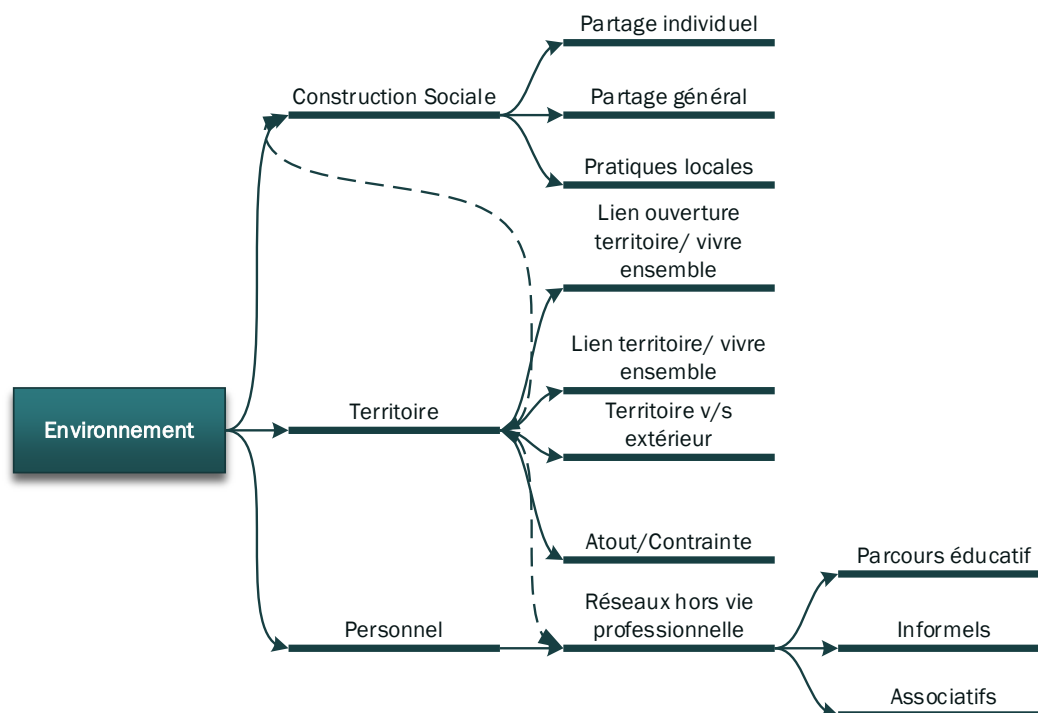 Partage individuel
Construction Sociale
Partage général
Pratiques locales
Lien ouverture
territoire/ vivre
ensemble
Lien territoire/ vivre
ensemble
Environnement
Territoire
Territoire v/s
extérieur
Atout/Contrainte
Personnel
Réseaux hors vie
professionnelle
Parcours éducatif
Informels
Associatifs